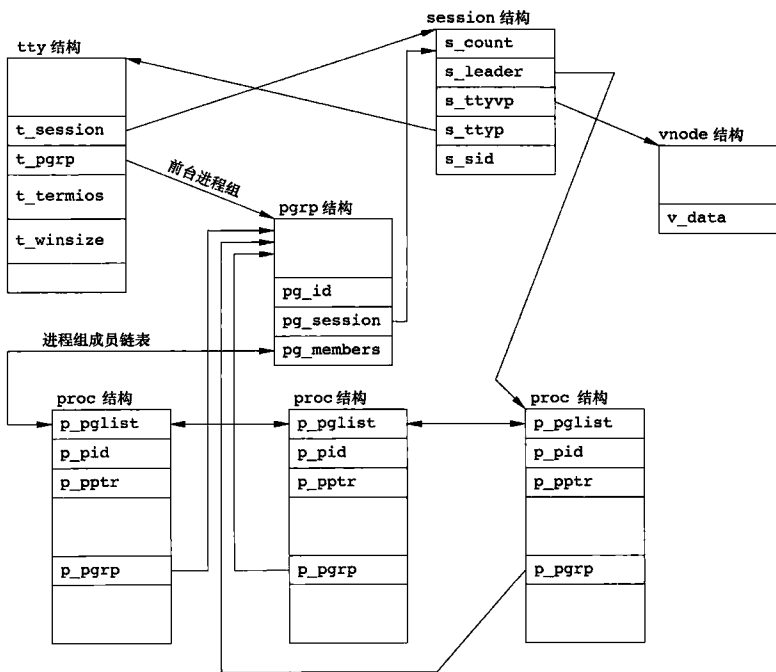 session 结构
s_count
s_leader
s_ttyvp
s_ttyp
s_sid
tty 结构
t_session
t_pgrp
t_termios
t_winsize
vnode 结构
v_data
前台进程组
pgrp 结构
pg_id
pg_session
pg_members
进程组成员链表
proc 结构
p_pglist
p_pid
p_pptr
p_pgrp
proc 结构
p_pglist
p_pid
p_pptr
p_pgrp
proc 结构
p_pglist
p_pid
p_pptr
p_pgrp